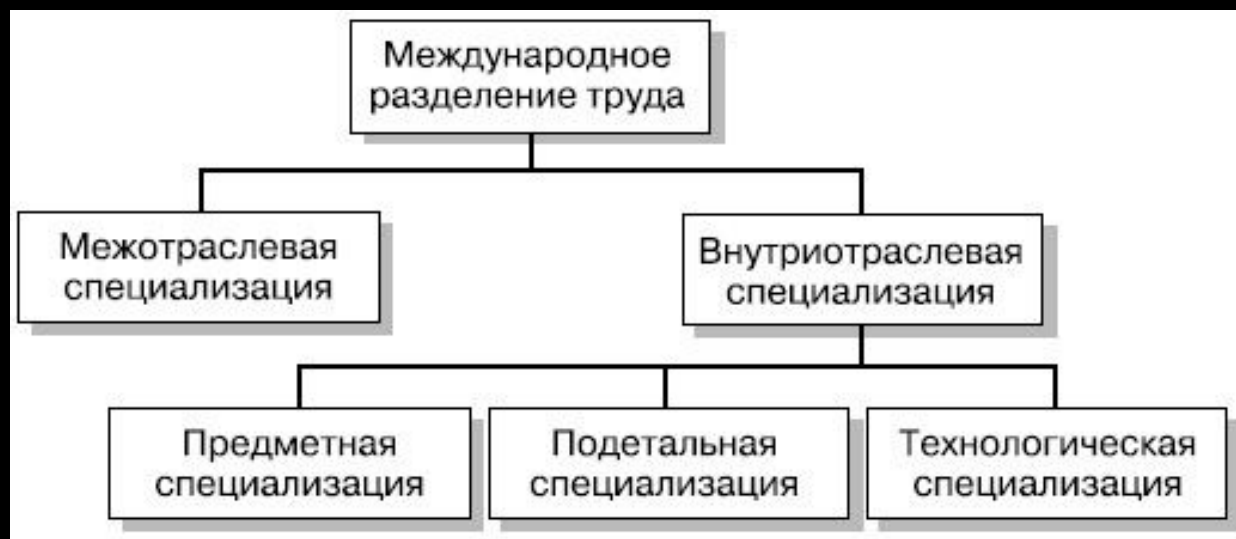 Международное
разделение труда
Межотраслевая
специализация
Внутриотраслевая
специализация
Предметная
специализация
Подетальная
специализация
Технологическая
специализация